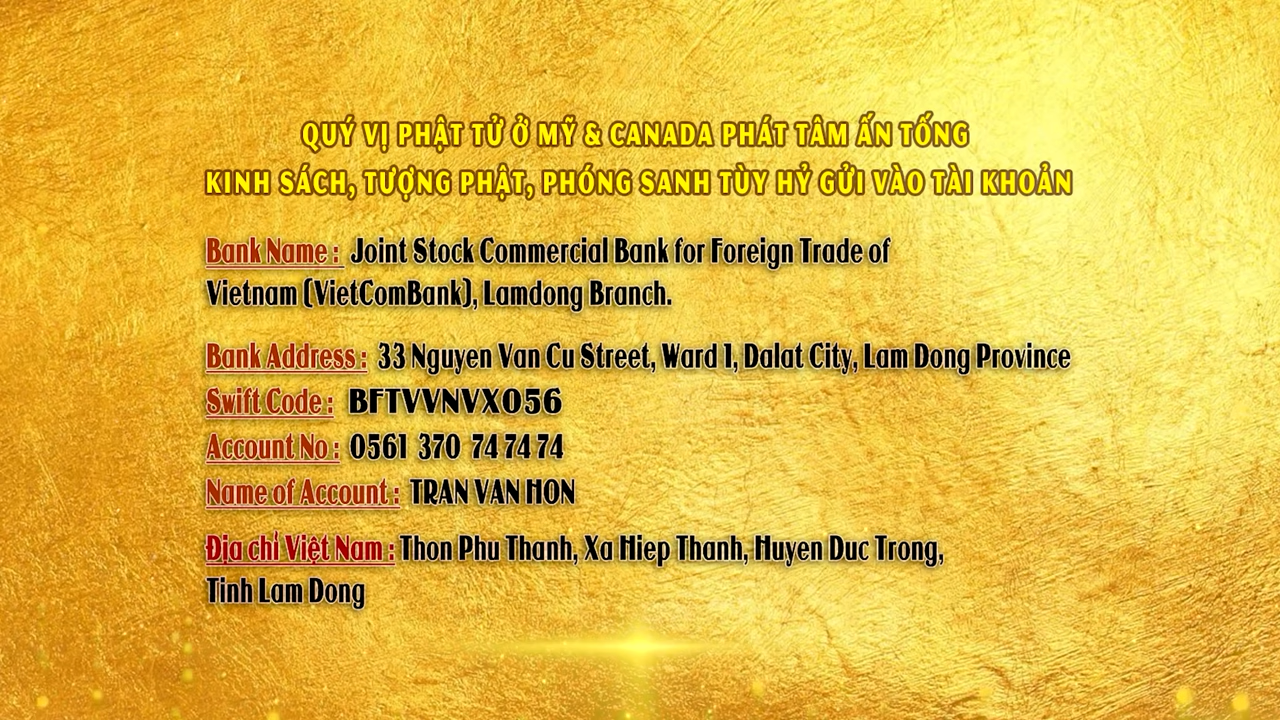 QUÝ VỊ PHẬT TỬ Ở MỸ & CANADA PHÁT TÂM ẤN TỐNG
KINH SÁCH, TƯỢNG PHẬT, PHÓNG SANH TÙY HỶ GỬI VÀO TÀI KHOẢN
Bank Name : Joint Stock Commercial Bank for Foreign Trade of
Vietnam (VietComBank), Lamdong Branch.
Bank Address : 33 Nguyen Van Cu Street, Ward 1, Dalat City, Lam Dong Province
Swift Code : BFTVVNVX056
Account No : 0561 370 74 74 74
Name of Account : TRAN VAN HON
Địa chỉ Việt Nam : Thon Phu Thanh, Xa Hiep Thanh, Huyen Duc Trong,
Tinh Lam Dong